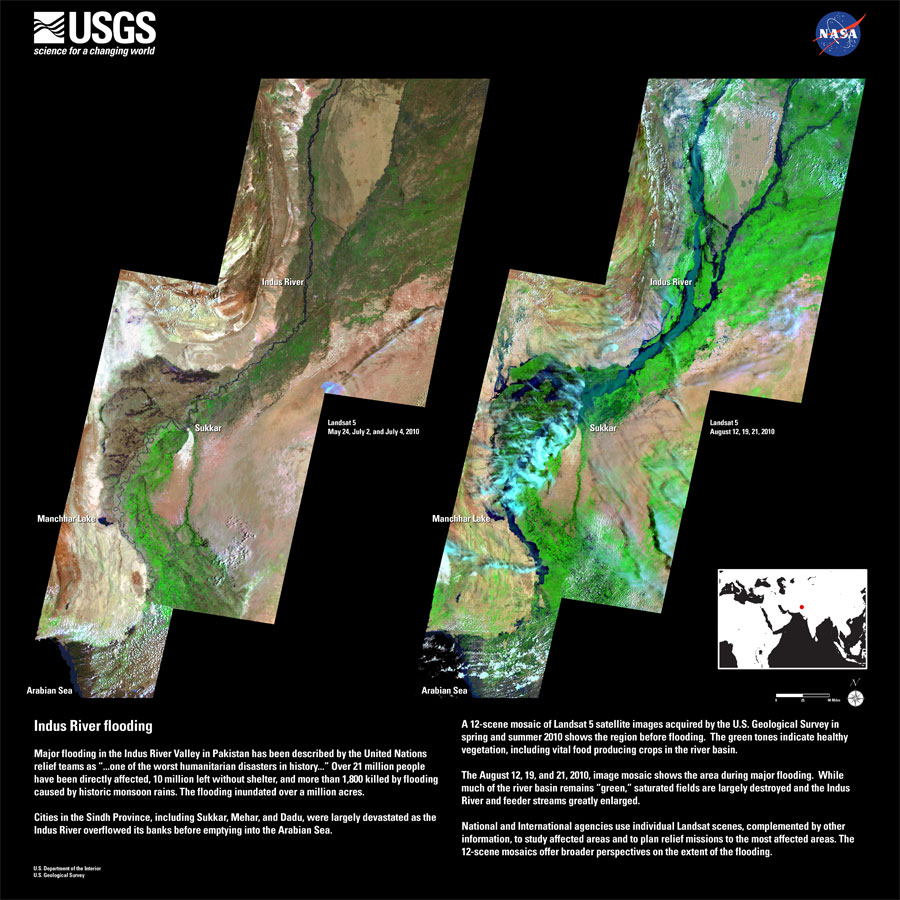 USGS
science for a changing world
NASA
Indus River
Indus River
Sukkar
Landsat 5
May 24, July 2, and July 4, 2010
Sukkar
Landsat 5
August 12, 19, 21, 2010
Manchhar Lake
Manchhar Lake
Arabian Sea
Arabian Sea
N
Indus River flooding
Major flooding in the Indus River Valley in Pakistan has been described by the United Nations
relief teams as “...one of the worst humanitarian disasters in history...” Over 21 million people
have been directly affected, 10 million left without shelter, and more than 1,800 killed by flooding
caused by historic monsoon rains. The flooding inundated over a million acres.
Cities in the Sindh Province, including Sukkar, Mehar, and Dadu, were largely devastated as the
Indus River overflowed its banks before emptying into the Arabian Sea.
U.S. Department of the Interior
U.S. Geological Survey
A 12-scene mosaic of Landsat 5 satellite images acquired by the U.S. Geological Survey in
spring and summer 2010 shows the region before flooding.  The green tones indicate healthy
vegetation, including vital food producing crops in the river basin.
The August 12, 19, and 21, 2010, image mosaic shows the area during major flooding.  While
much of the river basin remains “green,” saturated fields are largely destroyed and the Indus
River and feeder streams greatly enlarged.
National and International agencies use individual Landsat scenes, complemented by other
information, to study affected areas and to plan relief missions to the most affected areas. The
12-scene mosaics offer broader perspectives on the extent of the flooding.